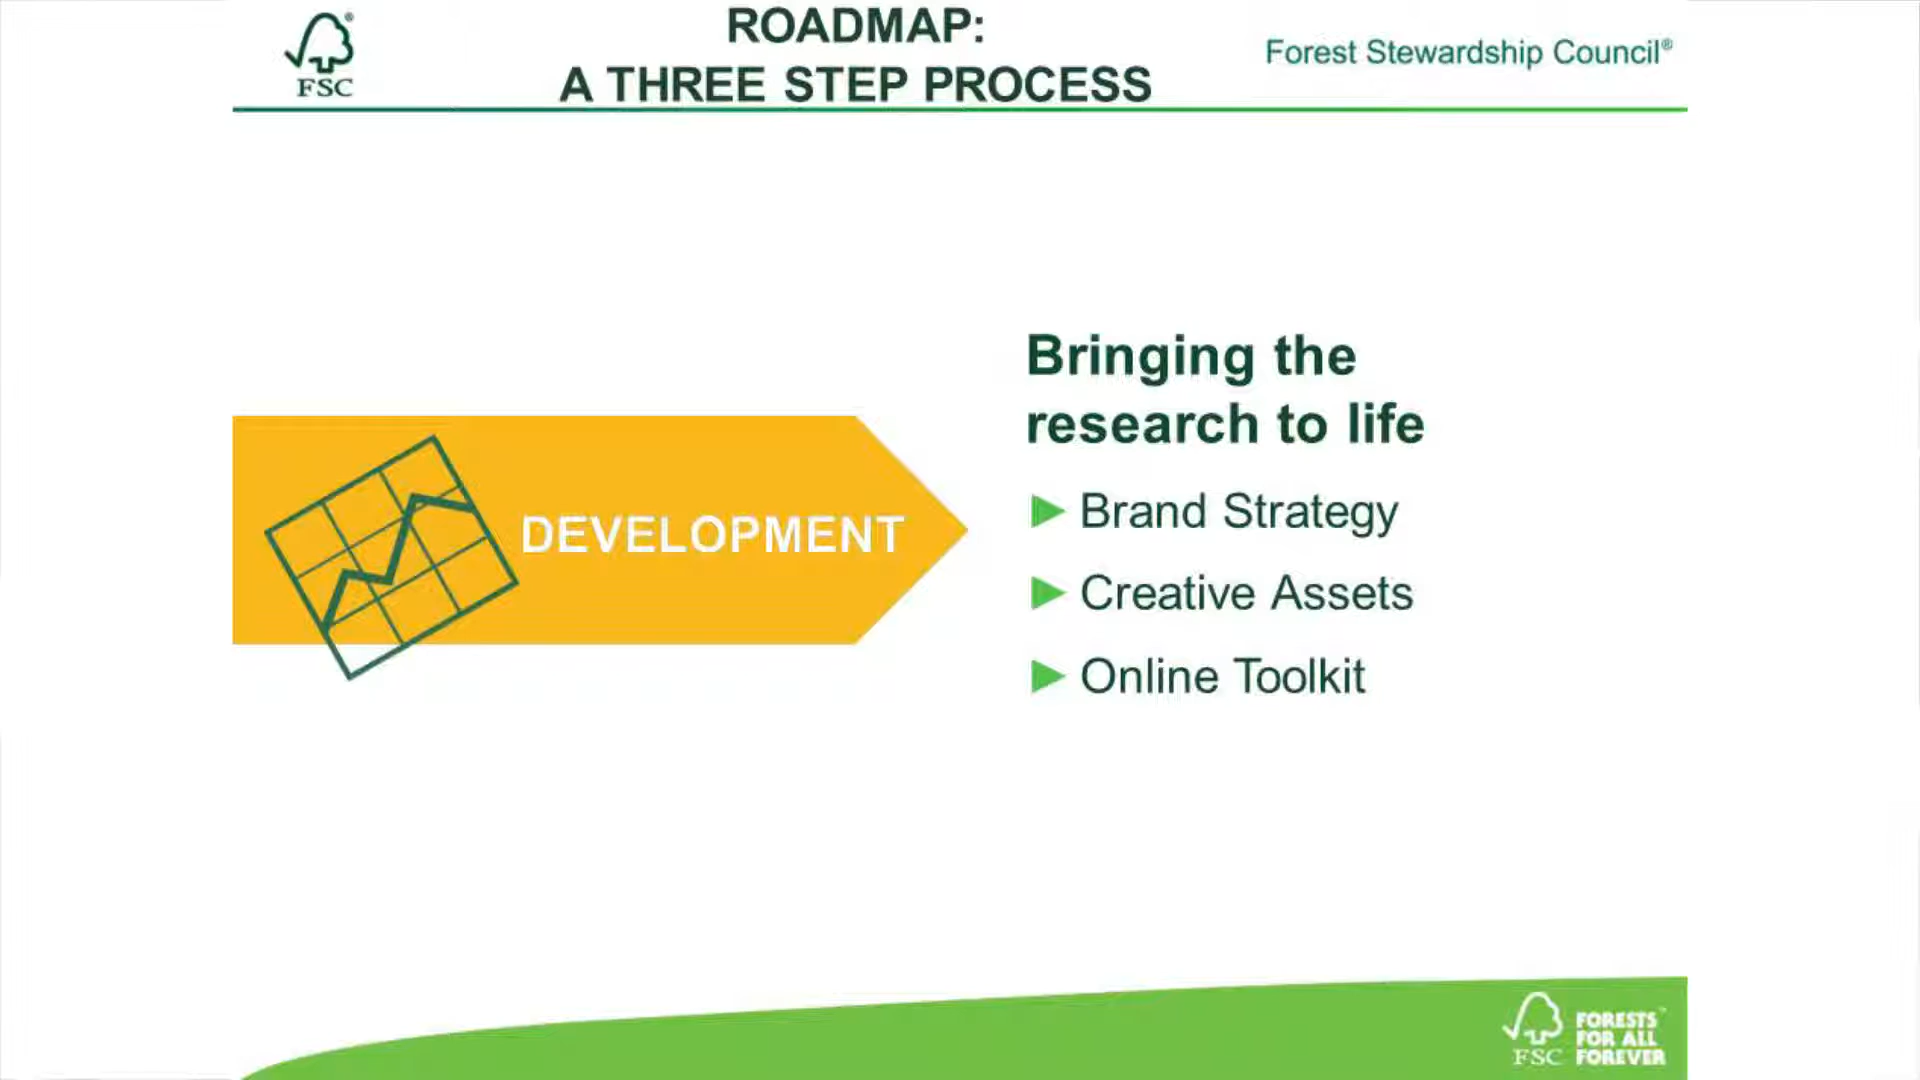 FSC
ROADMAP:
A THREE STEP PROCESS
Forest Stewardship Council®
DEVELOPMENT
Bringing the
research to life
Brand Strategy
Creative Assets
Online Toolkit
FSC
FORESTS™
FOR ALL
FOREVER